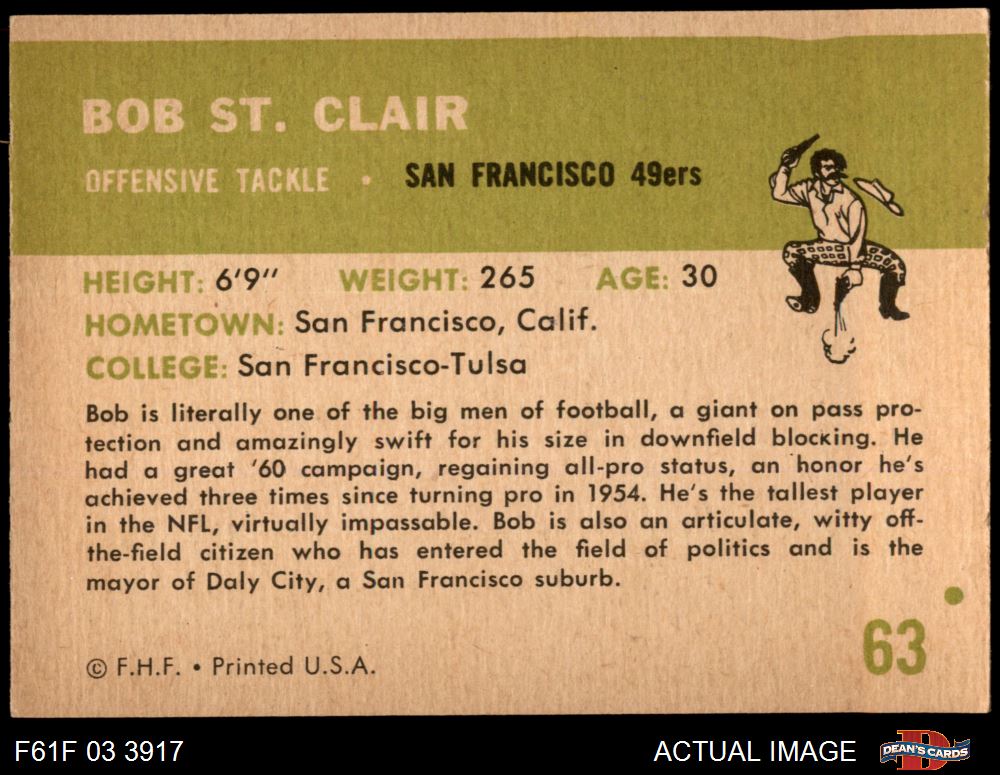 BOB ST. CLAIR
OFFENSIVE TACKLE • SAN FRANCISCO 49ers
HEIGHT: 6'9" WEIGHT: 265 AGE: 30
HOMETOWN: San Francisco, Calif.
COLLEGE: San Francisco-Tulsa
Bob is literally one of the big men of football, a giant on pass pro-
tection and amazingly swift for his size in downfield blocking. He
had a great '60 campaign, regaining all-pro status, an honor he's
achieved three times since turning pro in 1954. He's the tallest player
in the NFL, virtually impassable. Bob is also an articulate, witty off-
the-field citizen who has entered the field of politics and is the
mayor of Daly City, a San Francisco suburb.
63
© F.H.F. • Printed U.S.A.
F61F 03 3917 ACTUAL IMAGE DEAN'S CARDS